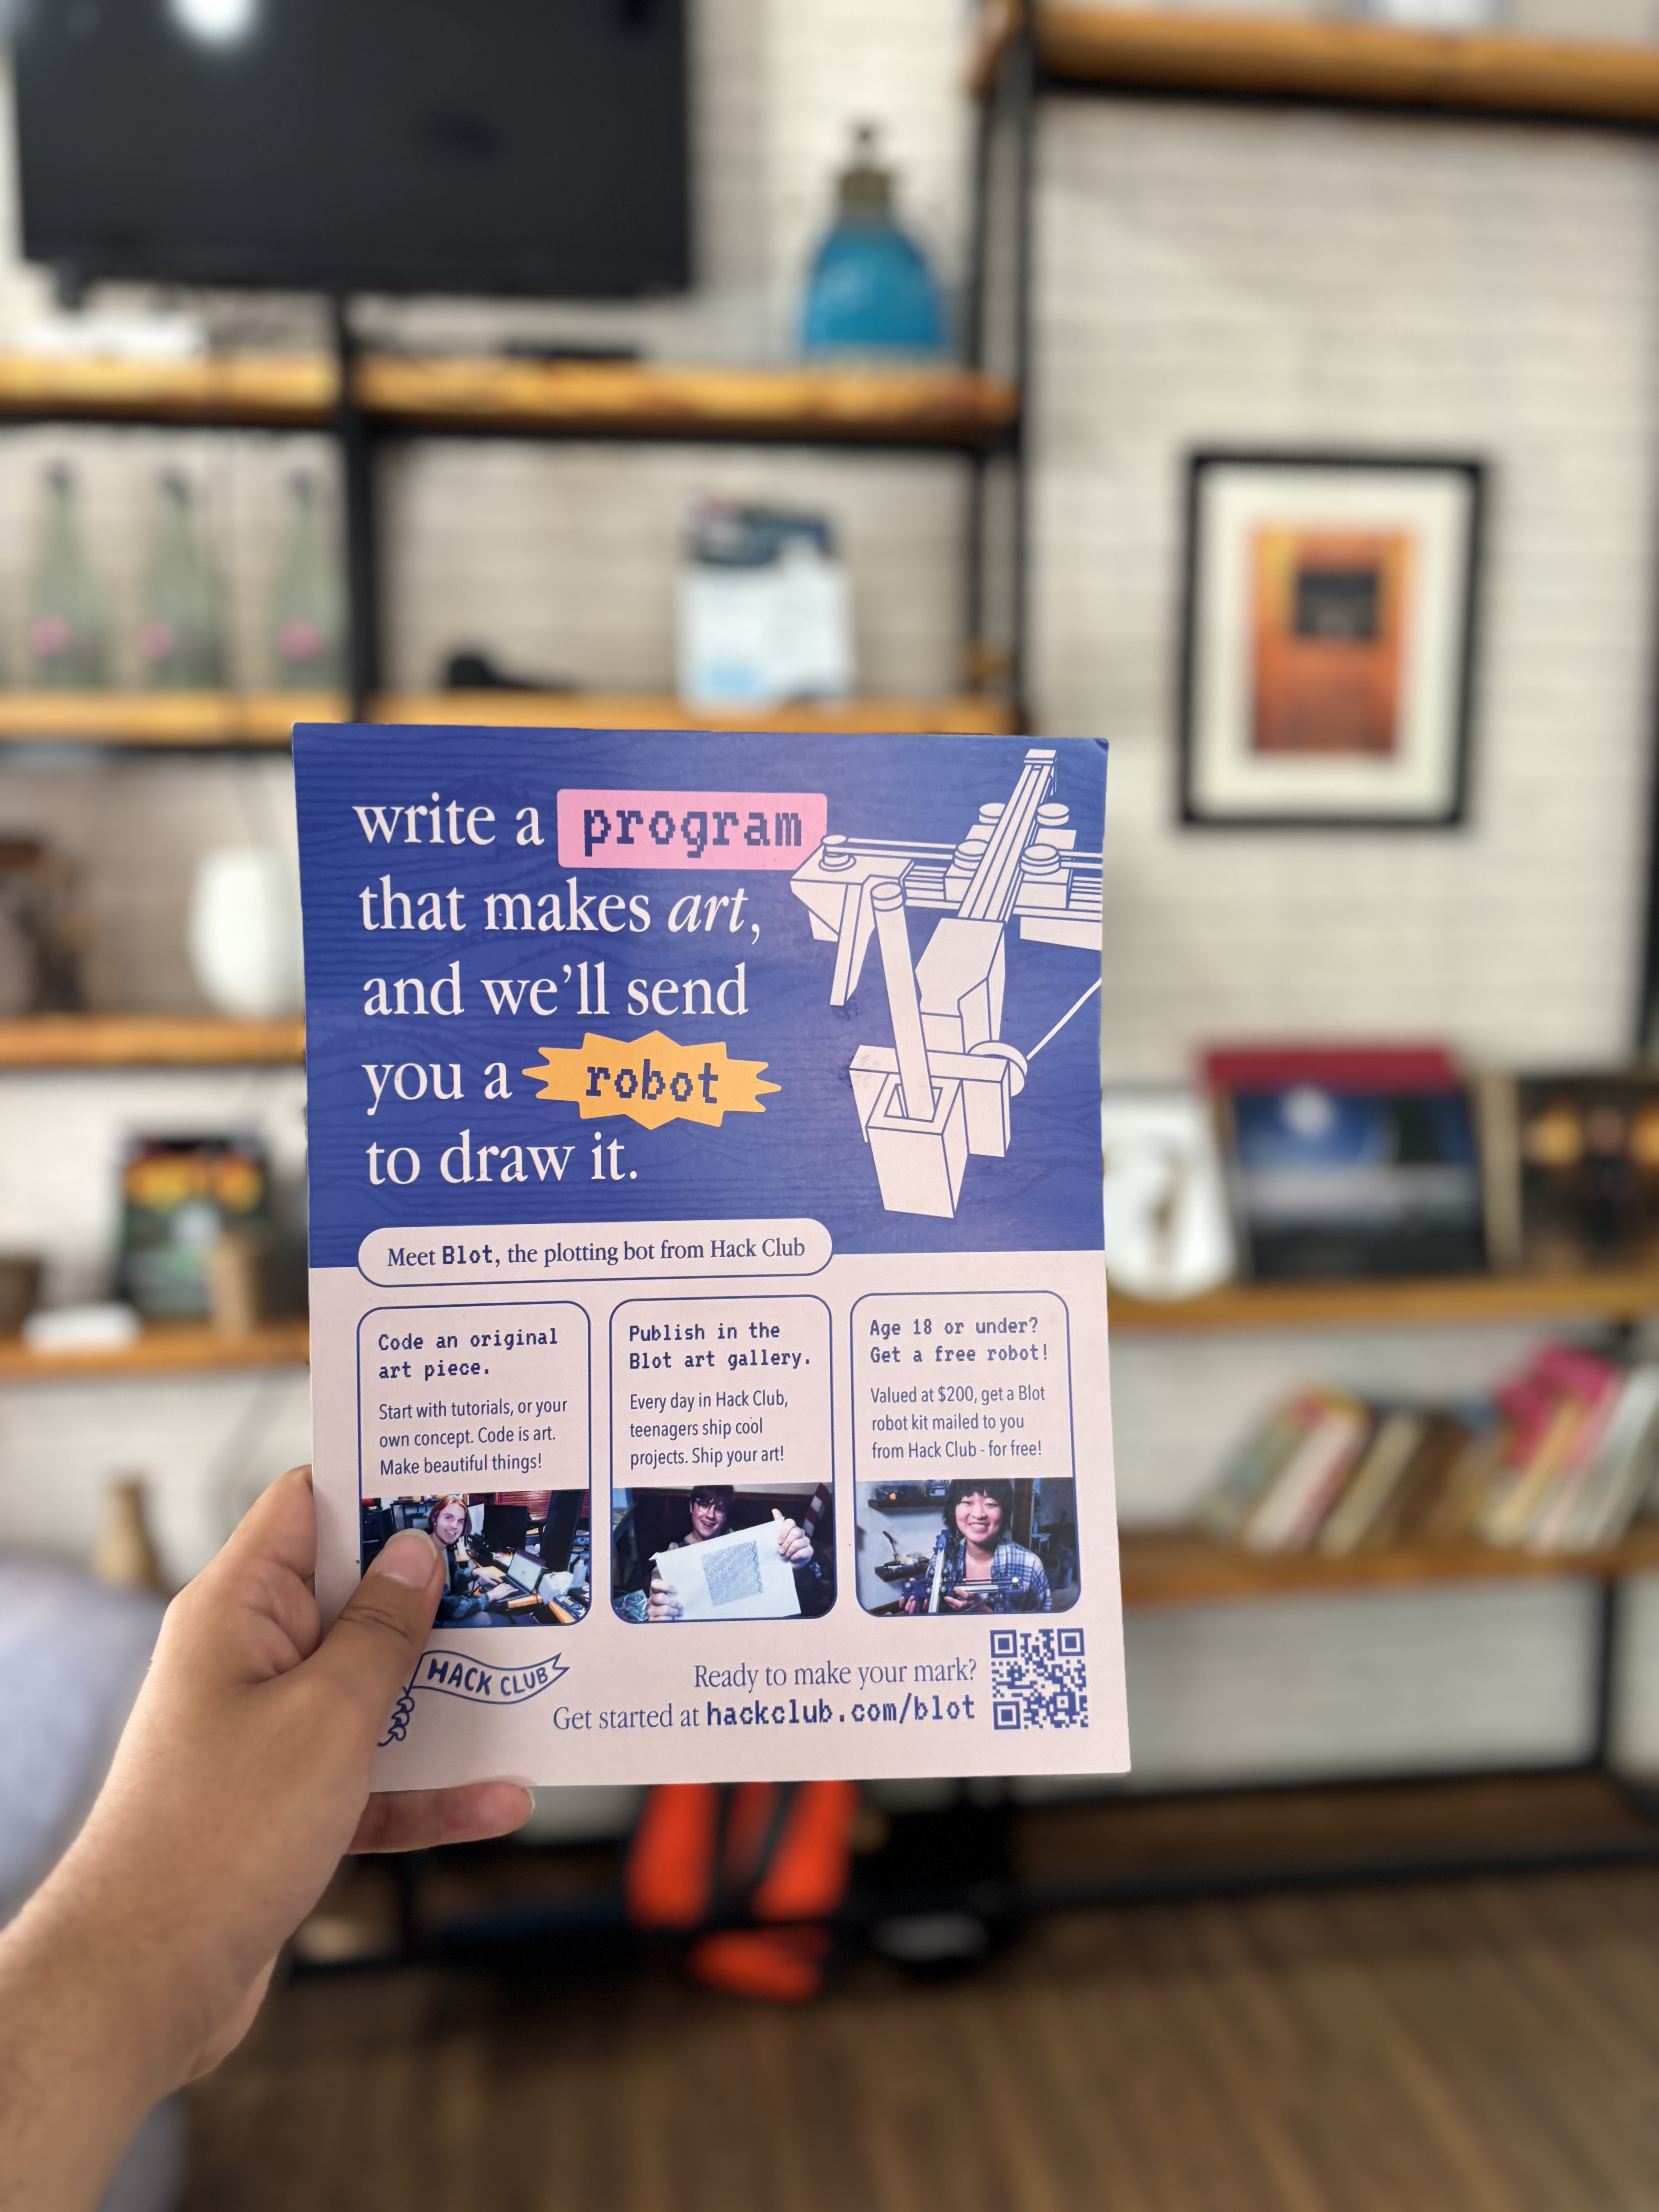 write a program
that makes art,
and we'll send
you a robot
to draw it.
Meet Blot, the plotting bot from Hack Club
Code an original
art piece.
Start with tutorials, or your
own concept. Code is art.
Make beautiful things!
Publish in the
Blot art gallery.
Every day in Hack Club,
teenagers ship cool
projects. Ship your art!
Age 18 or under?
Get a free robot!
Valued at $200, get a Blot
robot kit mailed to you
from Hack Club - for free!
HACK CLUB
Ready to make your mark?
Get started at hackclub.com/blot